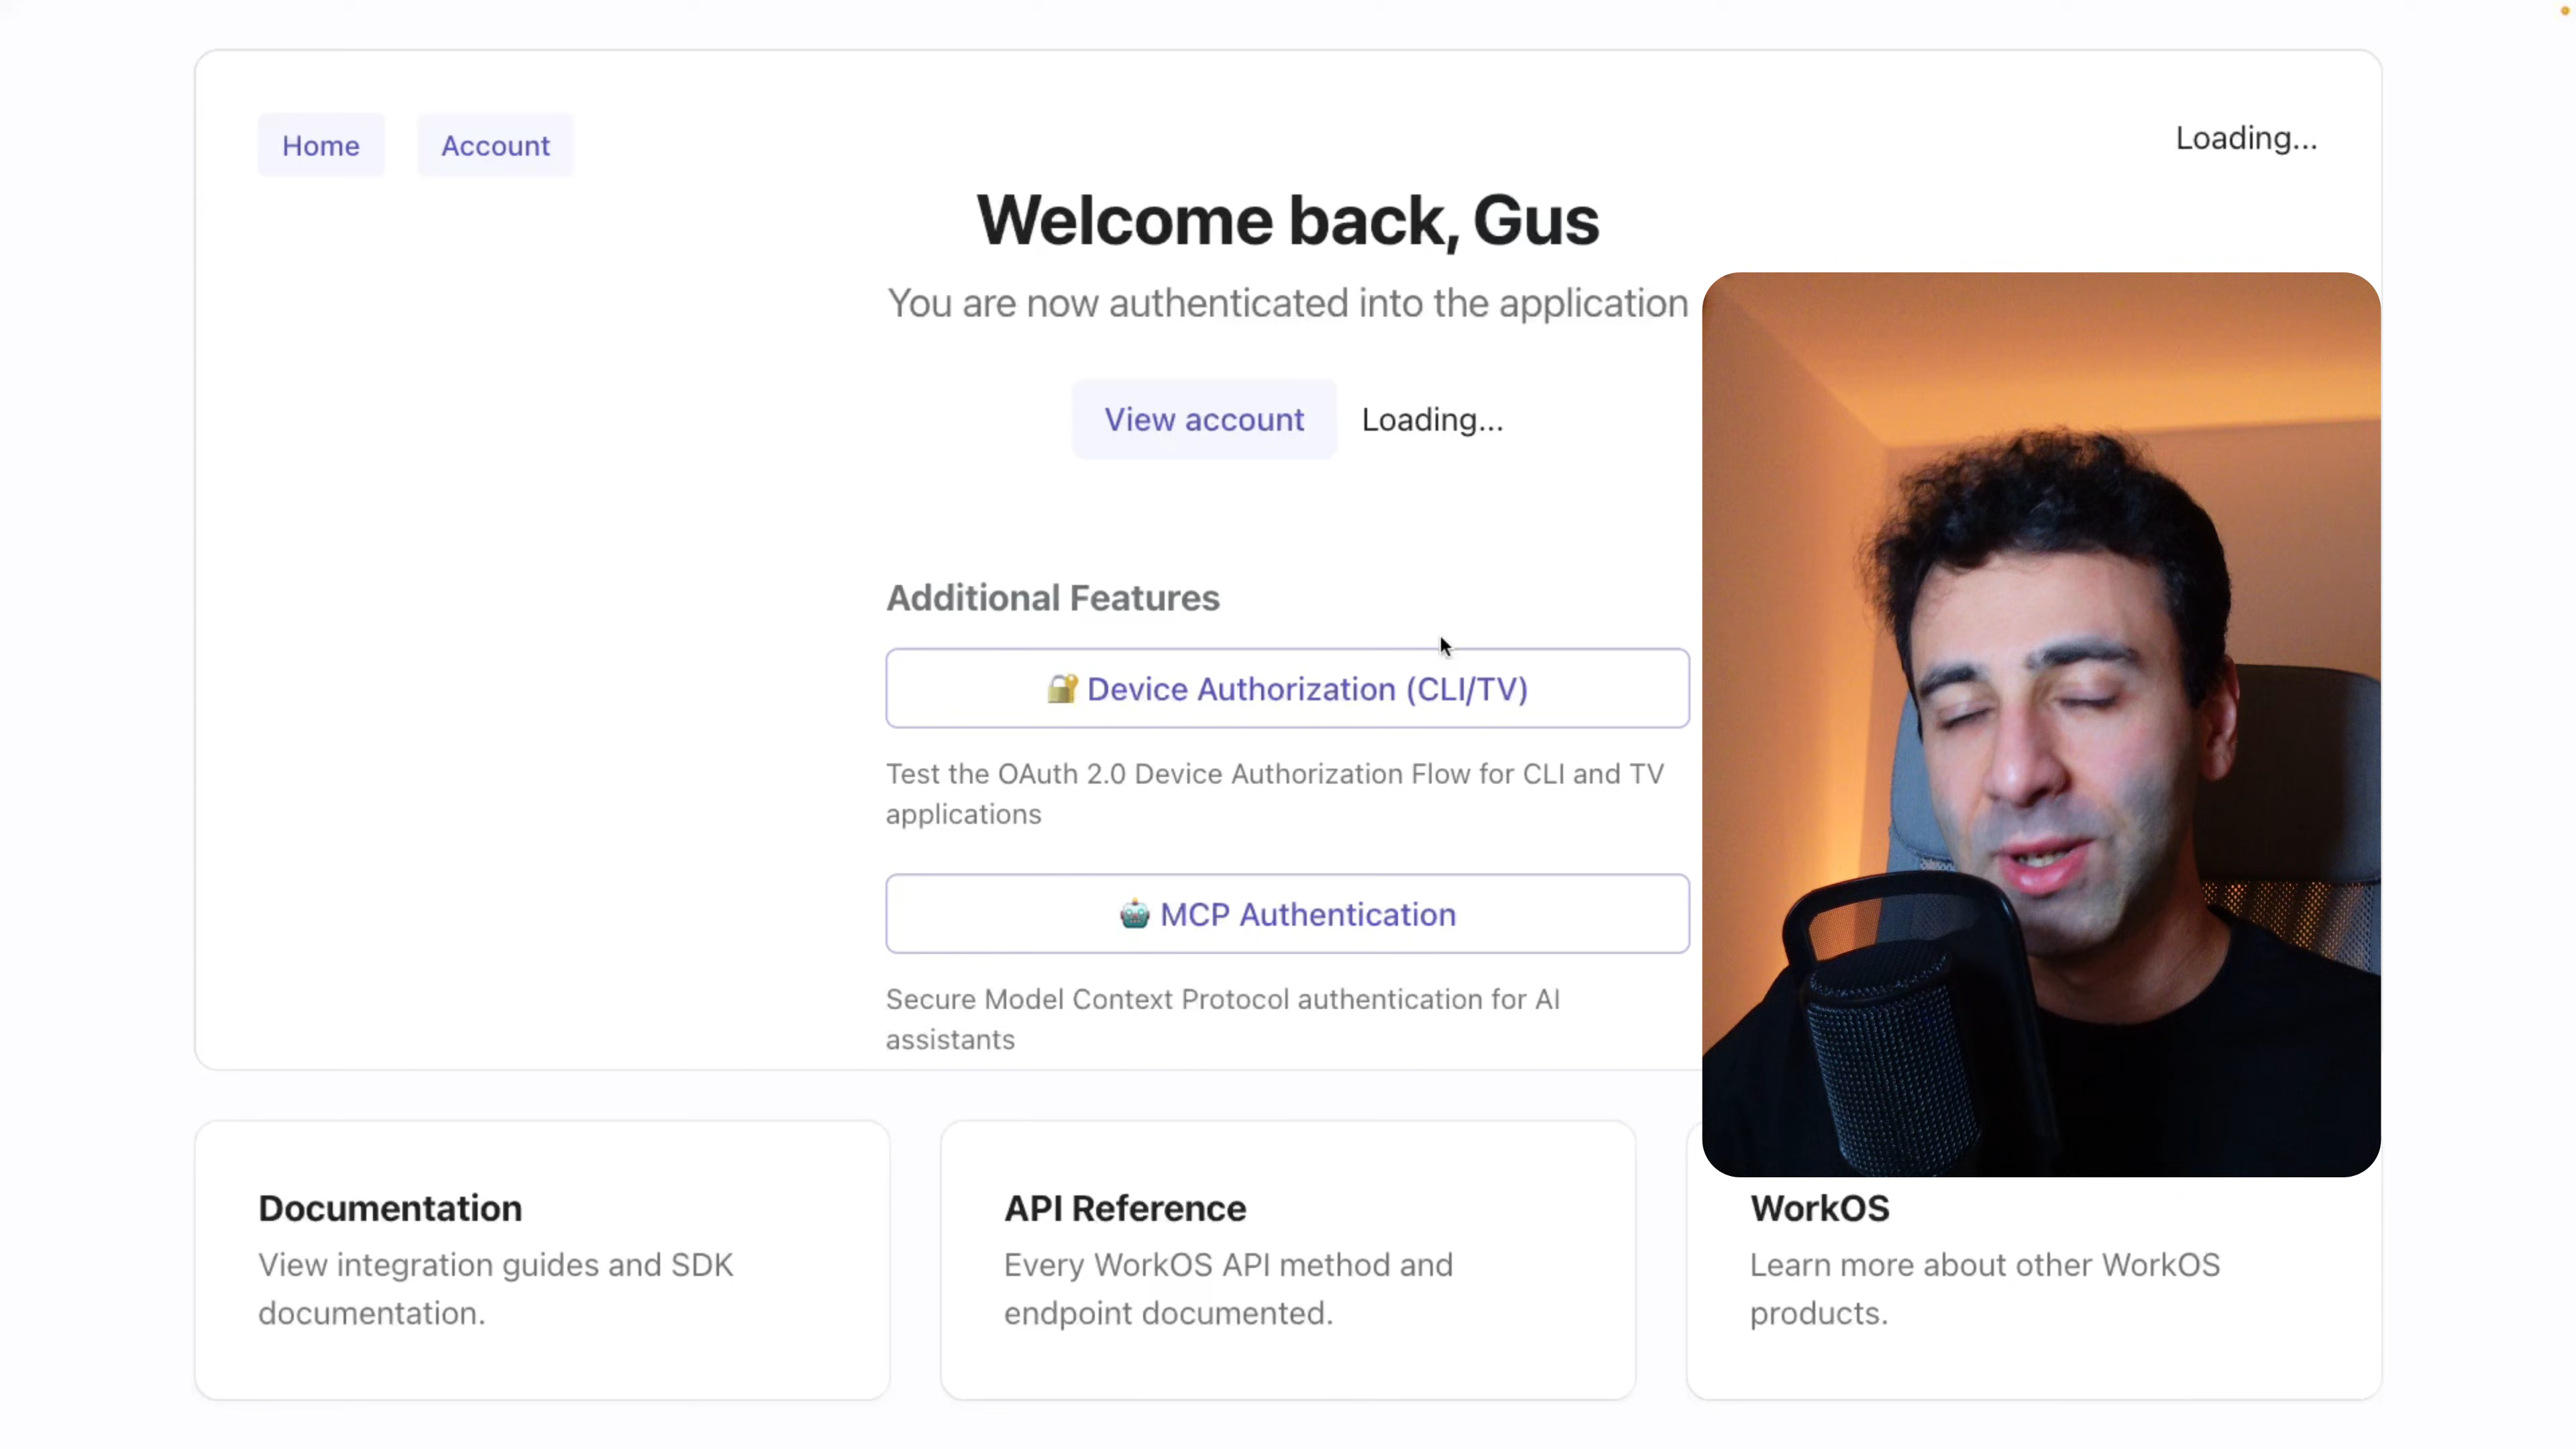 Home
Account
Loading...
Welcome back, Gus
You are now authenticated into the application
View account
Loading...
Additional Features
🔐 Device Authorization (CLI/TV)
Test the OAuth 2.0 Device Authorization Flow for CLI and TV
applications
🤖 MCP Authentication
Secure Model Context Protocol authentication for AI
assistants
Documentation
View integration guides and SDK
documentation.
API Reference
Every WorkOS API method and
endpoint documented.
WorkOS
Learn more about other WorkOS
products.